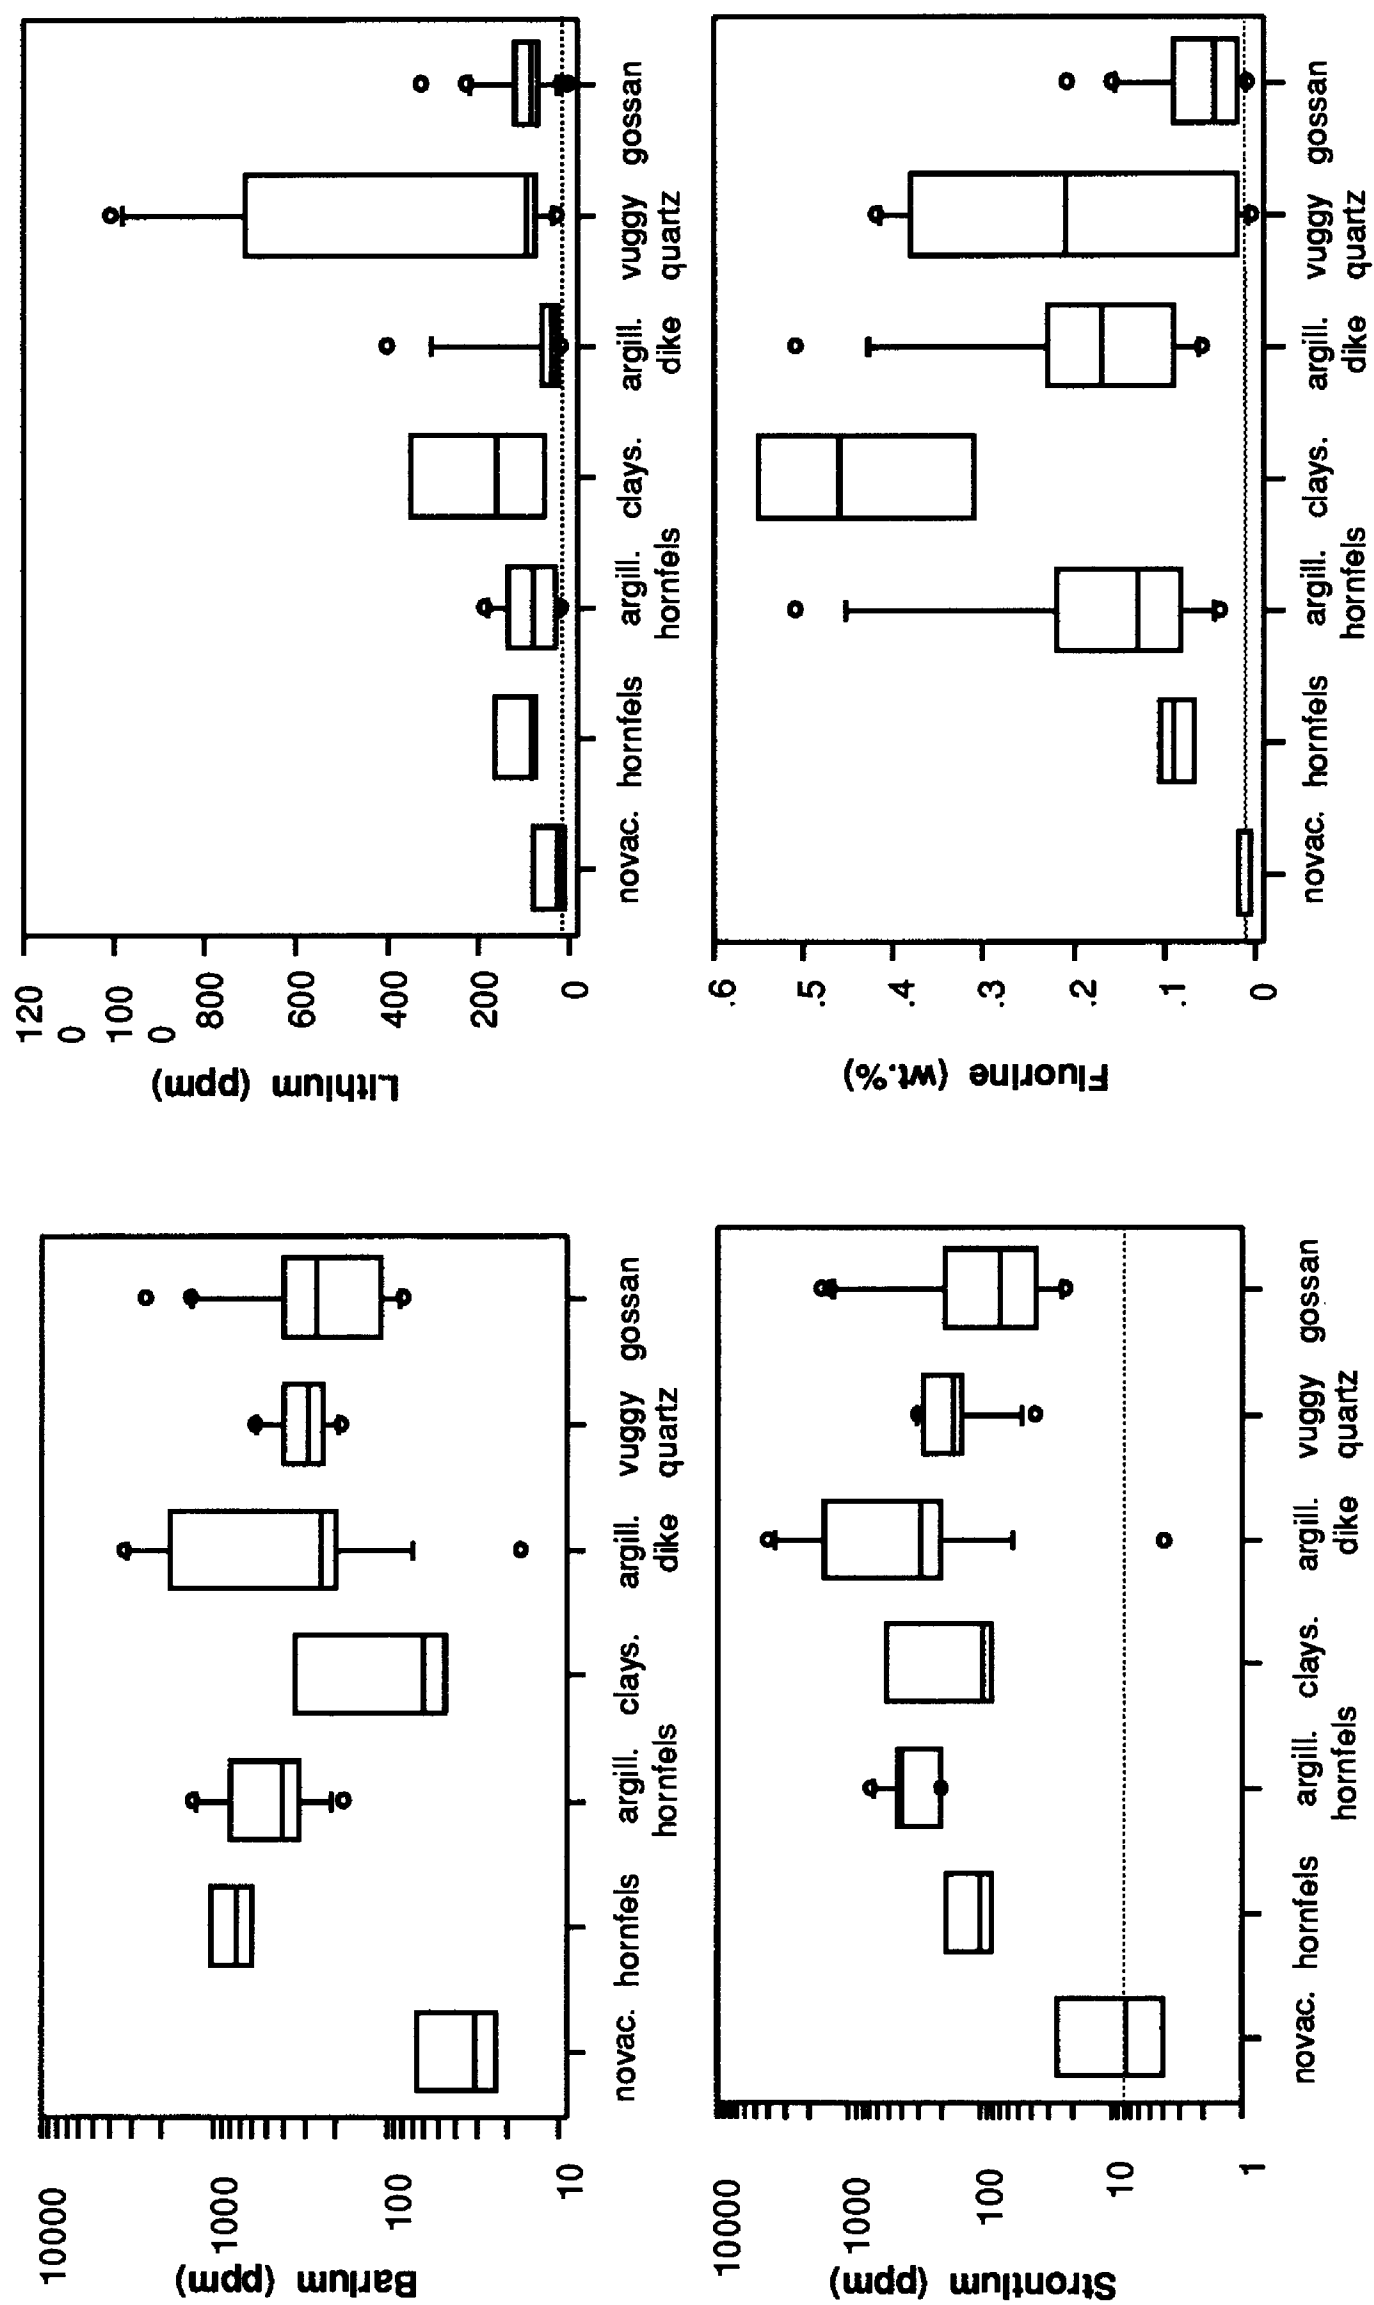 Barium (ppm)
10000
1000
100
10
novac. hornfels argill. clays. argill. vuggy gossan
hornfels dike quartz
Lithium (ppm)
120
0
100
0
800
600
400
200
0
novac. hornfels argill. clays. argill. vuggy gossan
hornfels dike quartz
Strontium (ppm)
10000
1000
100
10
1
novac. hornfels argill. clays. argill. vuggy gossan
hornfels dike quartz
Fluorine (wt.%)
.6
.5
.4
.3
.2
.1
0
novac. hornfels argill. clays. argill. vuggy gossan
hornfels dike quartz